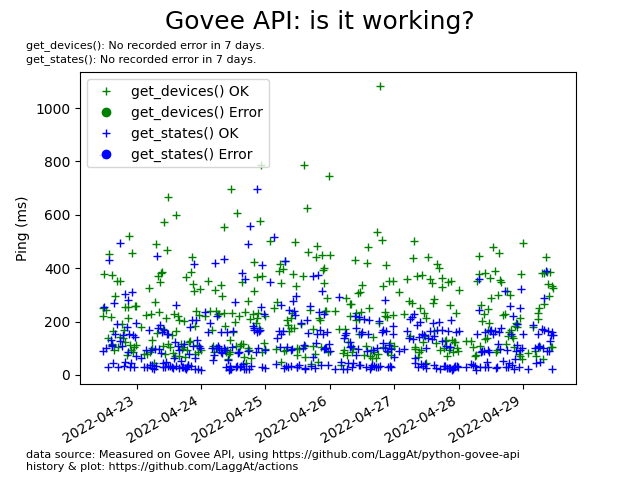 Govee API: is it working?
get_devices(): No recorded error in 7 days.
get_states(): No recorded error in 7 days.
get_devices() OK
get_devices() Error
get_states() OK
get_states() Error
Ping (ms)
1000
800
600
400
200
0
2022-04-23
2022-04-24
2022-04-25
2022-04-26
2022-04-27
2022-04-28
2022-04-29
data source: Measured on Govee API, using https://github.com/LaggAt/python-govee-api
history & plot: https://github.com/LaggAt/actions